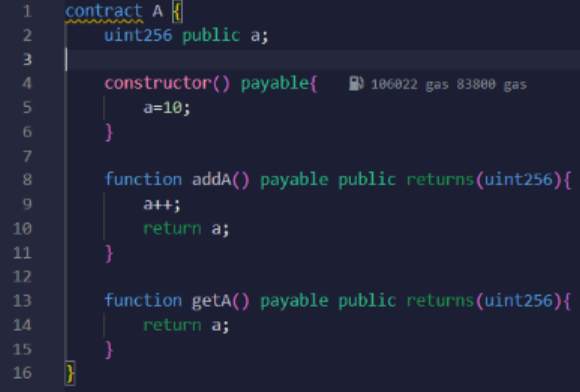 1 contract A {
2 uint256 public a;
3
4 constructor() payable{ 106022 gas 83800 gas
5 a=10;
6 }
7
8 function addA() payable public returns(uint256){
9 a++;
10 return a;
11 }
12
13 function getA() payable public returns(uint256){
14 return a;
15 }
16 }